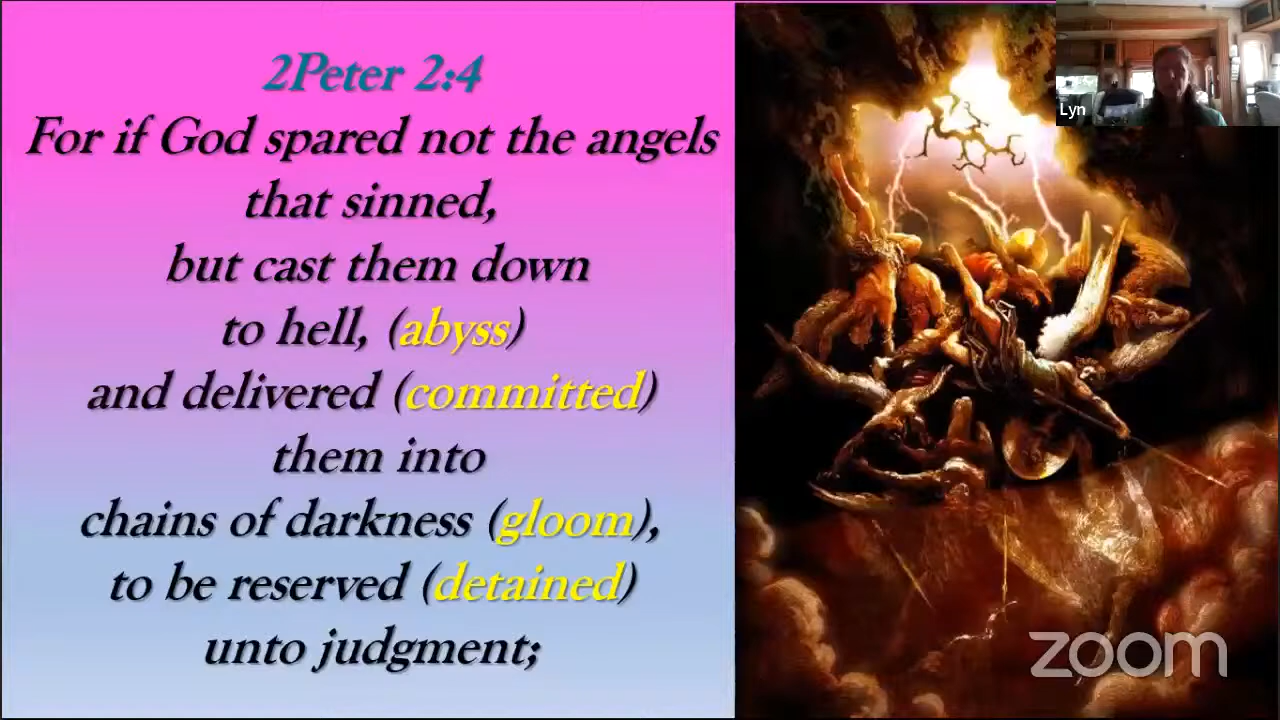 2Peter 2:4
For if God spared not the angels
that sinned,
but cast them down
to hell, (abyss)
and delivered (committed)
them into
chains of darkness (gloom),
to be reserved (detained)
unto judgment;
Lyn
zoom